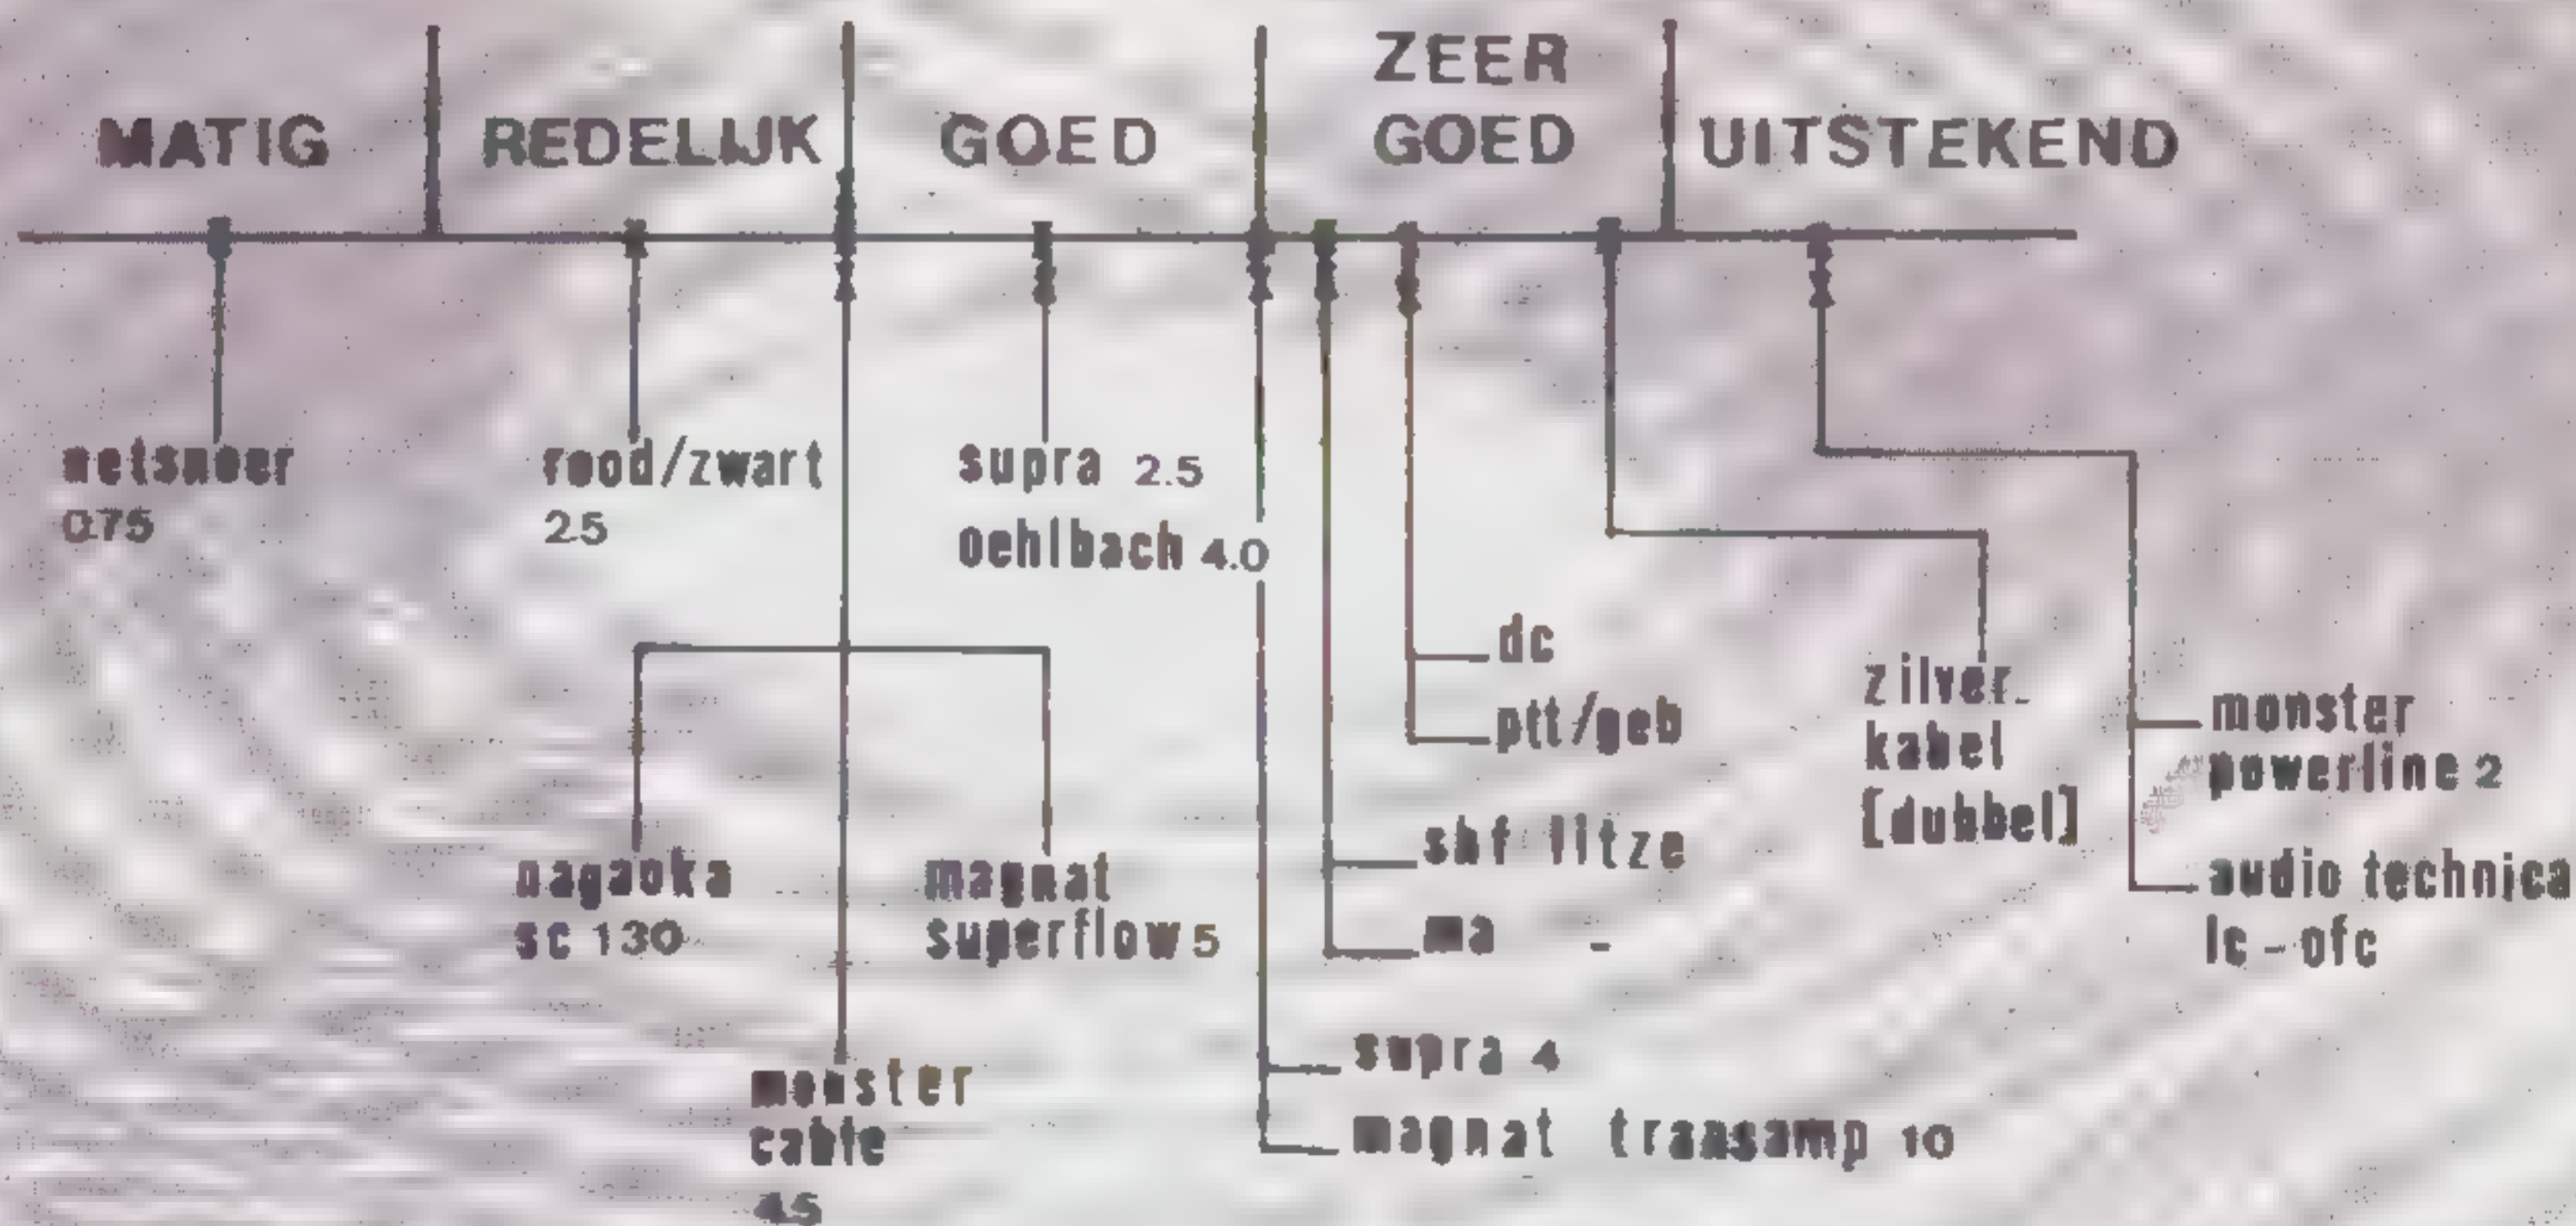 MATIG
REDELIJK
GOED
ZEER
GOED
UITSTEKEND
netsnoer
0.75
rood/zwart
2.5
supra 2.5
oehlbach 4.0
nagaoka
sc 130
magnat
superflow 5
monster
cable
4.5
supra 4
magnat transamp 10
shf litze
ma -
dc
ptt/geb
zilver-
kabel
[dubbel]
monster
powerline 2
audio technica
lc-ofc